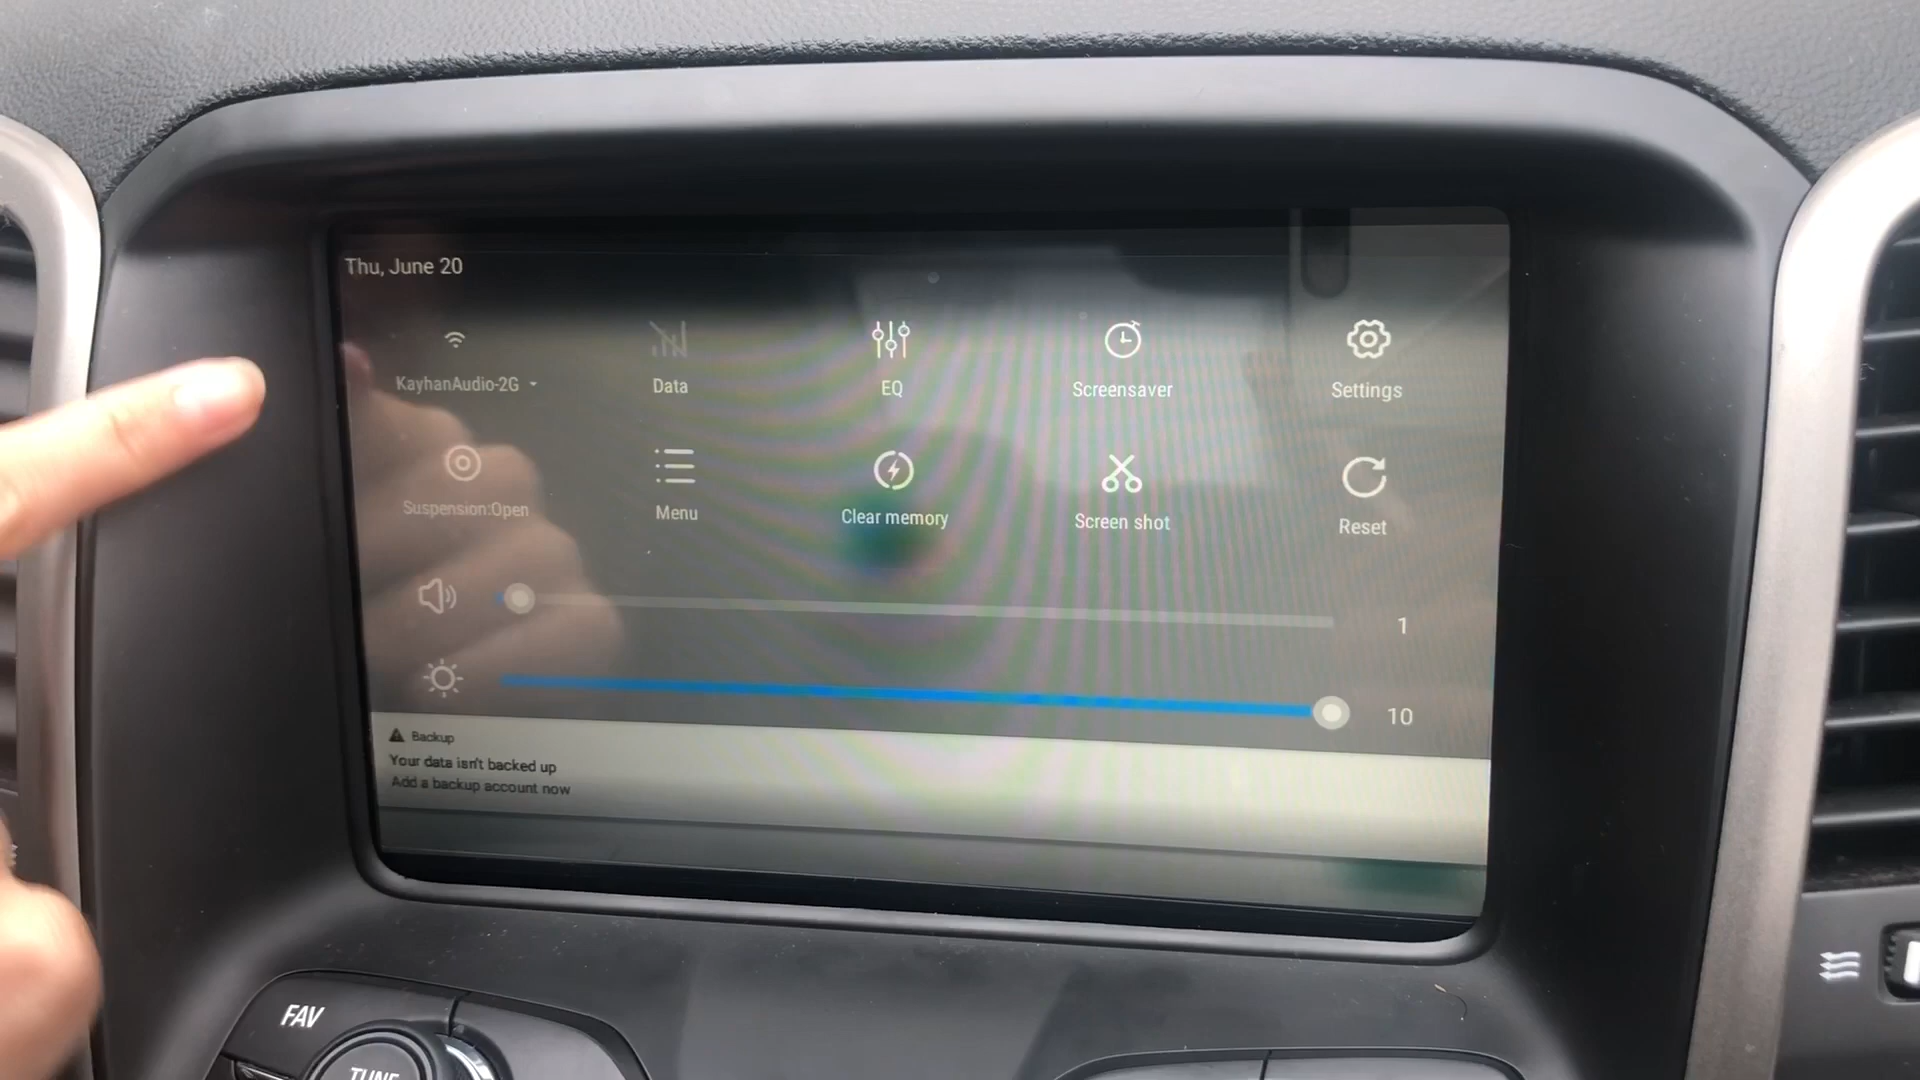 Thu, June 20
KayhanAudio-2G
Data
EQ
Screensaver
Settings
Suspension:Open
Menu
Clear memory
Screen shot
Reset
1
10
Backup
Your data isn't backed up
Add a backup account now
FAV
TUNE